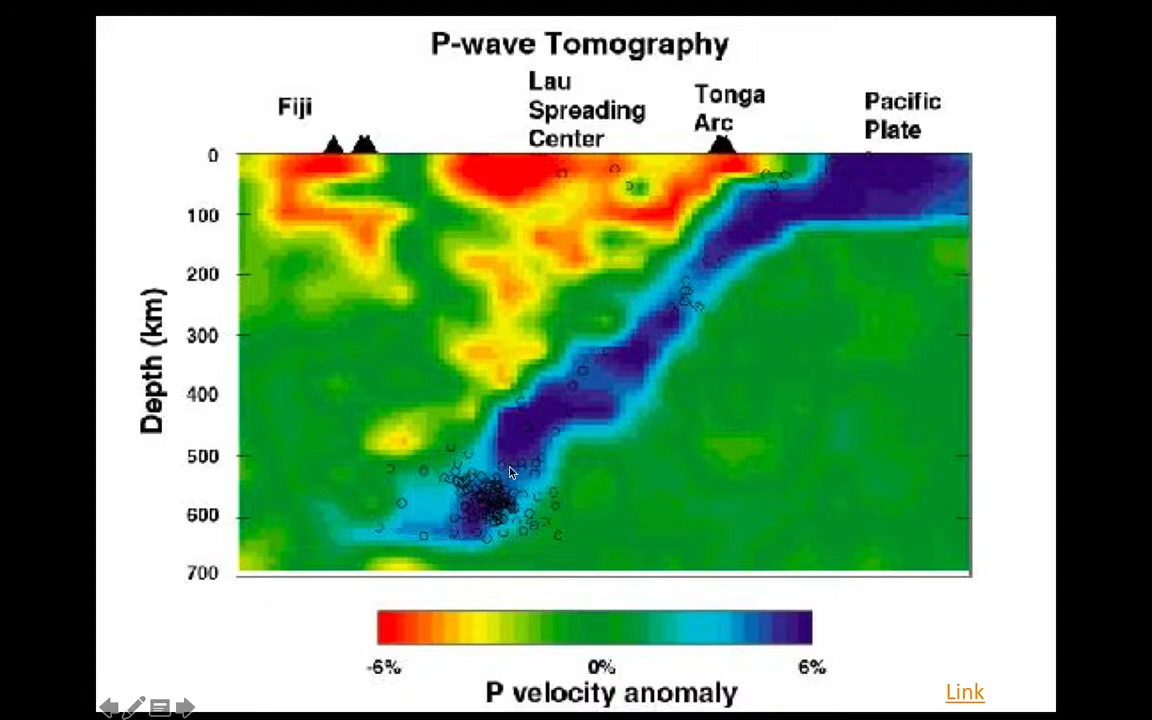 P-wave Tomography
Fiji
Lau
Spreading
Center
Tonga
Arc
Pacific
Plate
0
100
200
300
400
500
600
700
Depth (km)
-6%
0%
6%
P velocity anomaly
Link